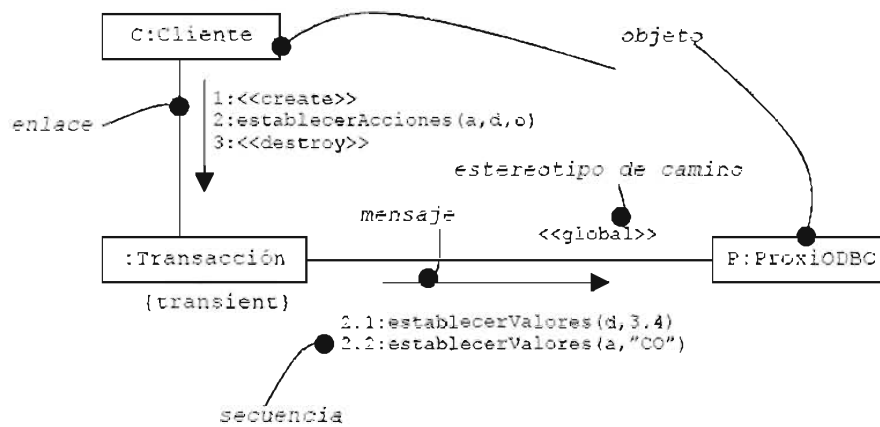 C:Cliente
objeto
1:<<create>>
2:establecerAcciones(a,d,o)
3:<<destroy>>
enlace
estereotipo de camino
mensaje
<<global>>
:Transacción
P:ProxiODBC
{transient}
2.1:establecerValores(d,3.4)
2.2:establecerValores(a,"CO")
secuencia